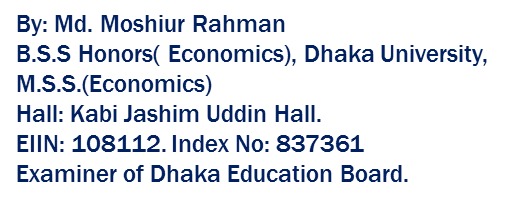 By: Md. Moshiur Rahman
B.S.S Honors( Economics), Dhaka University,
M.S.S.(Economics)
Hall: Kabi Jashim Uddin Hall.
EIIN: 108112. Index No: 837361
Examiner of Dhaka Education Board.